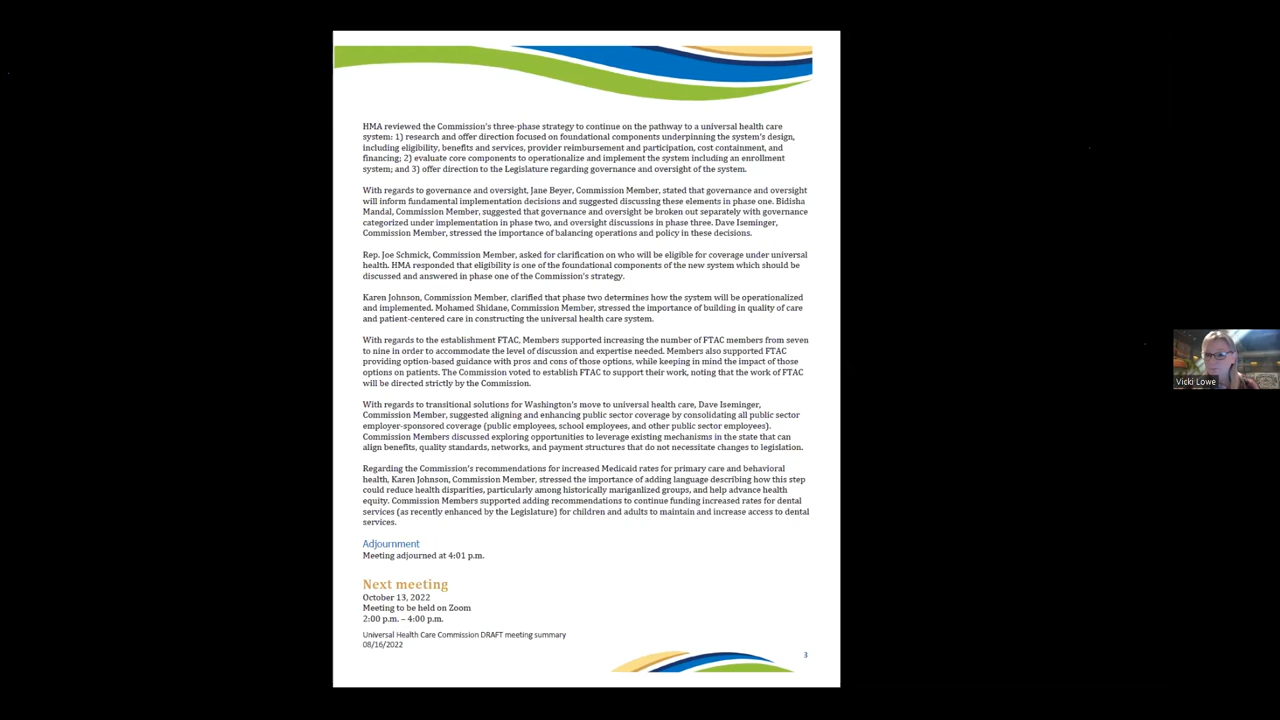 HMA reviewed the Commission's three-phase strategy to continue on the pathway to a universal health care
system: 1) research and offer direction focused on foundational components underpinning the system's design,
including eligibility, benefits and services, provider reimbursement and participation, cost containment, and
financing; 2) evaluate core components to operationalize and implement the system including an enrollment
system; and 3) offer direction to the Legislature regarding governance and oversight of the system.
With regards to governance and oversight, Jane Beyer, Commission Member, stated that governance and oversight
will inform fundamental implementation decisions and suggested discussing these elements in phase one. Bidisha
Mandal, Commission Member, suggested that governance and oversight be broken out separately with governance
categorized under implementation in phase two, and oversight discussions in phase three. Dave Iseminger,
Commission Member, stressed the importance of balancing operations and policy in these decisions.
Rep. Joe Schmick, Commission Member, asked for clarification on who will be eligible for coverage under universal
health. HMA responded that eligibility is one of the foundational components of the new system which should be
discussed and answered in phase one of the Commission's strategy.
Karen Johnson, Commission Member, clarified that phase two determines how the system will be operationalized
and implemented. Mohamed Shidane, Commission Member, stressed the importance of building in quality of care
and patient-centered care in constructing the universal health care system.
With regards to the establishment FTAC, Members supported increasing the number of FTAC members from seven
to nine in order to accommodate the level of discussion and expertise needed. Members also supported FTAC
providing option-based guidance with pros and cons of those options, while keeping in mind the impact of those
options on patients. The Commission voted to establish FTAC to support their work, noting that the work of FTAC
will be directed strictly by the Commission.
With regards to transitional solutions for Washington's move to universal health care, Dave Iseminger,
Commission Member, suggested aligning and enhancing public sector coverage by consolidating all public sector
employer-sponsored coverage (public employees, school employees, and other public sector employees).
Commission Members discussed exploring opportunities to leverage existing mechanisms in the state that can
align benefits, quality standards, networks, and payment structures that do not necessitate changes to legislation.
Regarding the Commission's recommendations for increased Medicaid rates for primary care and behavioral
health, Karen Johnson, Commission Member, stressed the importance of adding language describing how this step
could reduce health disparities, particularly among historically mariganlized groups, and help advance health
equity. Commission Members supported adding recommendations to continue funding increased rates for dental
services (as recently enhanced by the Legislature) for children and adults to maintain and increase access to dental
services.
Adjournment
Meeting adjourned at 4:01 p.m.
Next meeting
October 13, 2022
Meeting to be held on Zoom
2:00 p.m. – 4:00 p.m.
Universal Health Care Commission DRAFT meeting summary
08/16/2022
3
Vicki Lowe